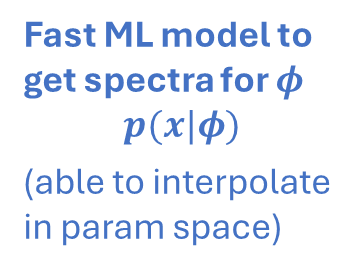 Fast ML model to
get spectra for ϕ
p(x|ϕ)
(able to interpolate
in param space)